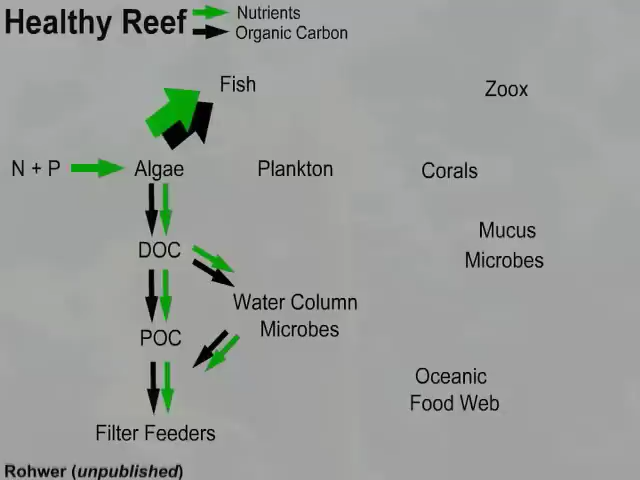 Healthy Reef
Nutrients
Organic Carbon
Fish
Zoox
N + P
Algae
Plankton
Corals
Mucus
Microbes
DOC
Water Column
Microbes
POC
Oceanic
Food Web
Filter Feeders
Rohwer (unpublished)